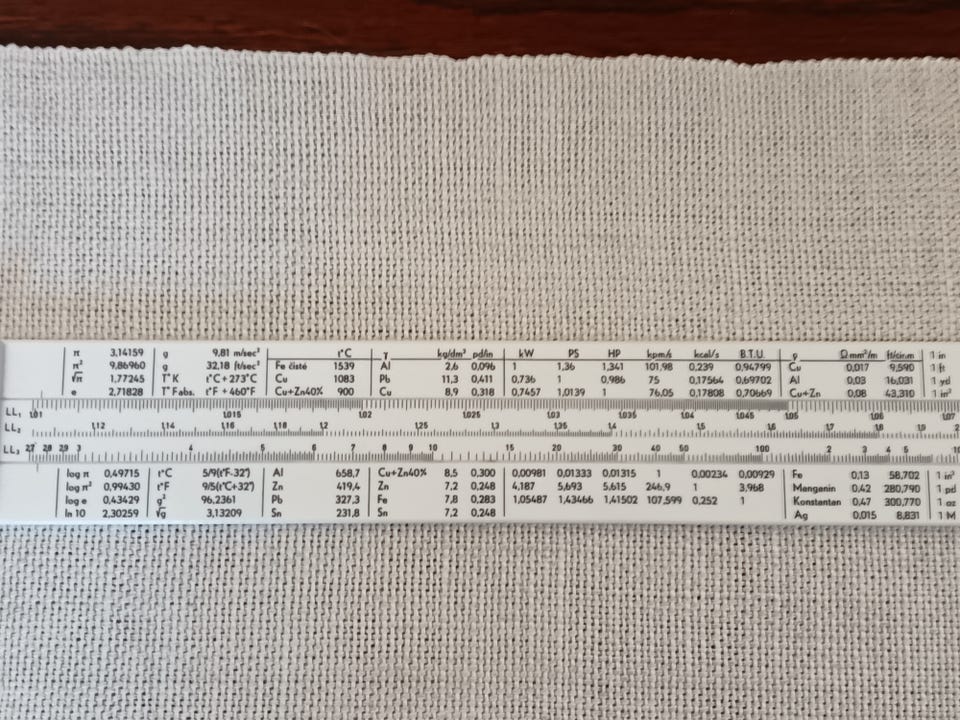 π 3,14159 g 9,81 m/sec² t°C γ kg/dm³ pd/in kW PS HP kpm/s kcal/s B.T.U. ρ Ωmm²/m ft/cir.m 1 in
π² 9,86960 g 32,18 ft/sec² Fe čisté 1539 Al 2,6 0,096 1 1,36 1,341 101,98 0,239 0,94799 Cu 0,017 9,590 1 ft
√π 1,77245 T°K t°C+273°C Cu 1083 Pb 11,3 0,411 0,736 1 0,986 75 0,17564 0,69702 Al 0,03 16,031 1 yd
e 2,71828 T°F abs. t°F+460°F Cu+Zn40% 900 Cu 8,9 0,318 0,7457 1,0139 1 76,05 0,17808 0,70669 Cu+Zn 0,08 43,310 1 in²
LL₁ 1,01 1,015 1,02 1,025 1,03 1,035 1,04 1,045 1,05 1,06 1,07
LL₂ 1,12 1,14 1,16 1,18 1,2 1,25 1,3 1,35 1,4 1,5 1,6 1,7 1,8 1,9 2
LL₃ 2,7 2,8 2,9 3 4 5 6 7 8 9 10 15 20 30 40 50 100 2 3 4 5
log π 0,49715 t°C 5/9(t°F-32°) Al 658,7 Cu+Zn40% 8,5 0,300 0,00981 0,01333 0,01315 1 0,00234 0,00929 Fe 0,13 58,702 1 in³
log π² 0,99430 t°F 9/5(t°C+32°) Zn 419,4 Zn 7,2 0,248 4,187 5,693 5,615 246,9 1 3,968 Manganin 0,42 280,790 1 pd
log e 0,43429 g² 96,2361 Pb 327,3 Fe 7,8 0,283 1,05487 1,43466 1,41502 107,599 0,252 1 Konstantan 0,47 300,770 1 oz
ln 10 2,30259 √g 3,13209 Sn 231,8 Sn 7,2 0,248 Ag 0,015 8,831 1 M